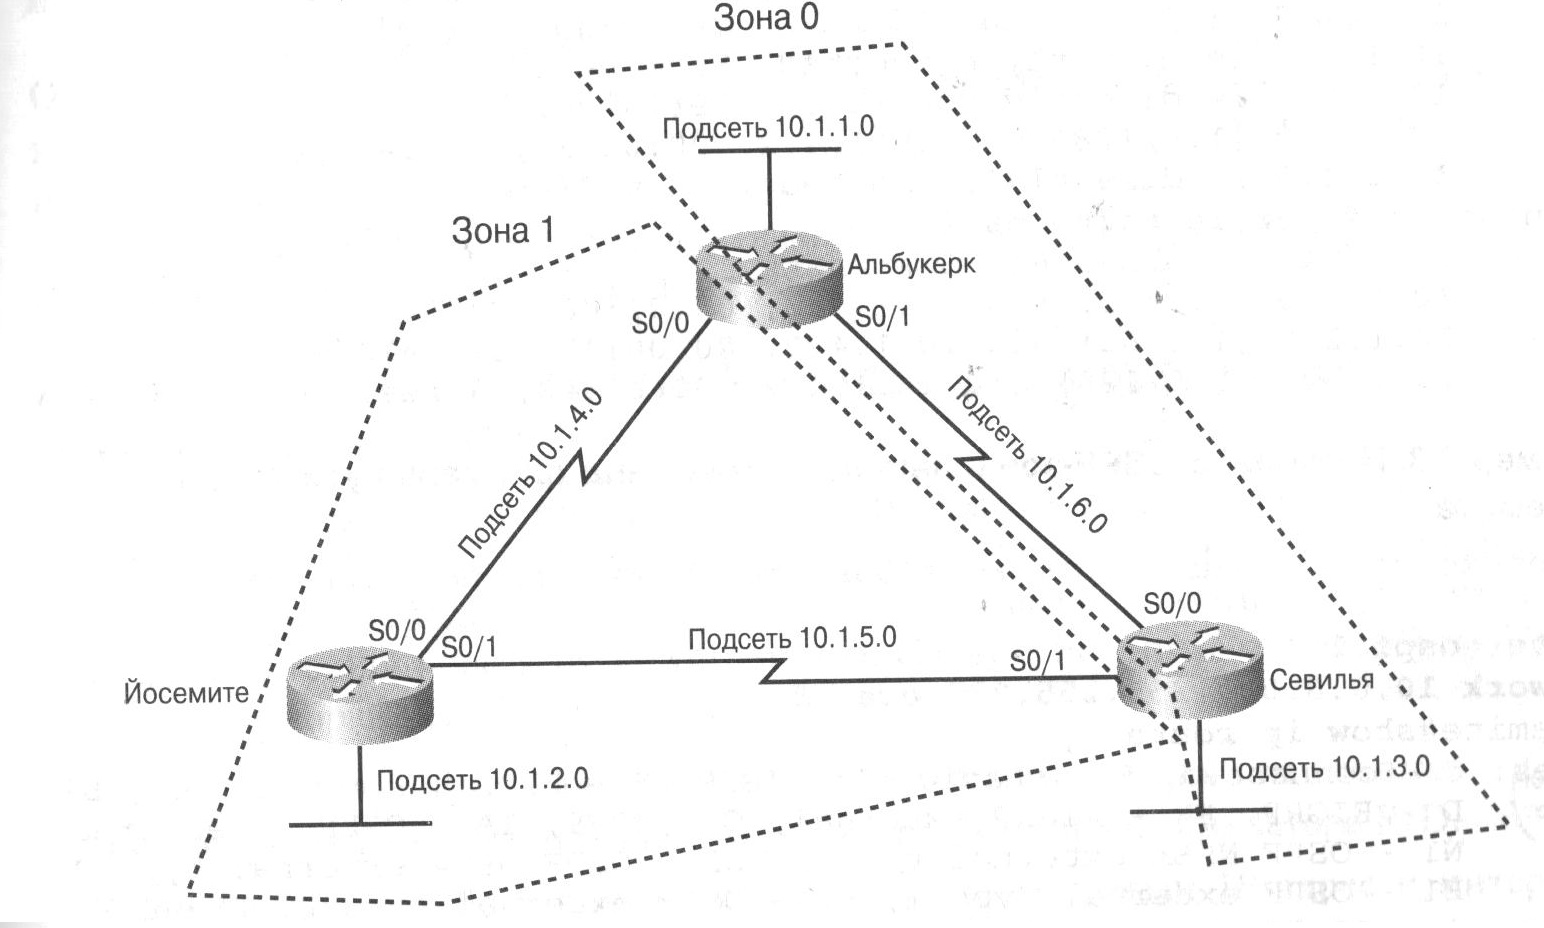 Зона 0
Подсеть 10.1.1.0
Зона 1
Альбукерк
S0/0
S0/1
Подсеть 10.1.4.0
Подсеть 10.1.6.0
S0/0
S0/0
S0/1
Подсеть 10.1.5.0
S0/1
Йосемите
Севилья
Подсеть 10.1.2.0
Подсеть 10.1.3.0